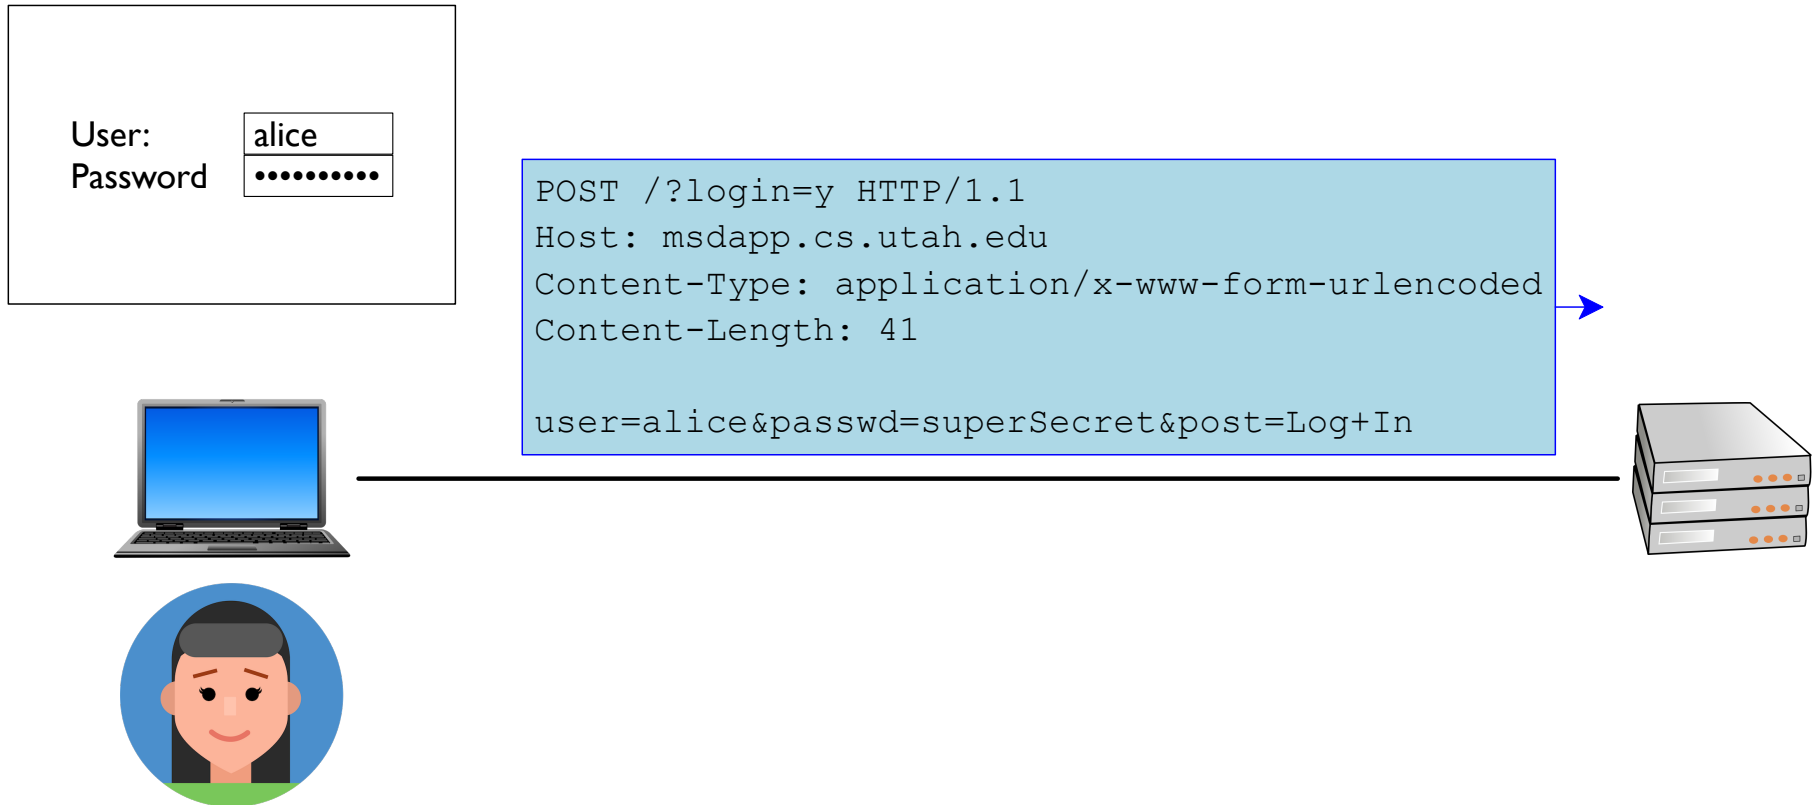 User: alice
Password ••••••••••
POST /?login=y HTTP/1.1
Host: msdapp.cs.utah.edu
Content-Type: application/x-www-form-urlencoded
Content-Length: 41
user=alice&passwd=superSecret&post=Log+In